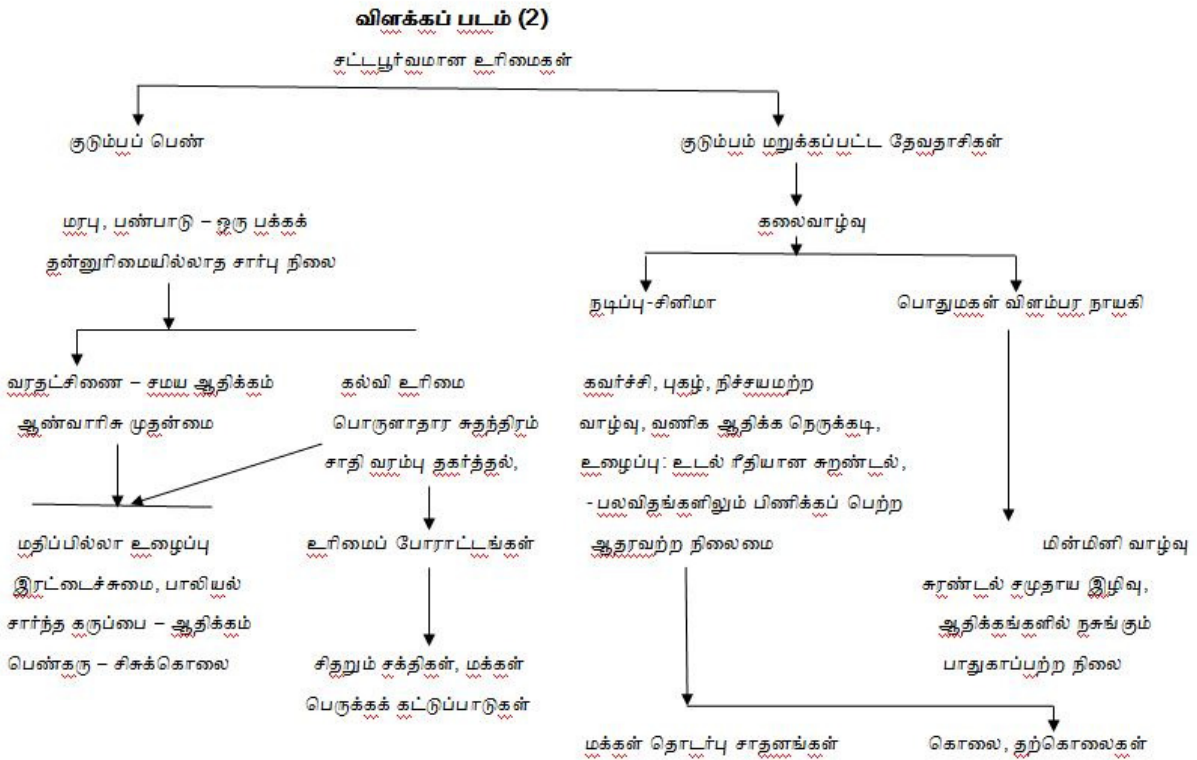 விளக்கப் படம் (2)
சட்டபூர்வமான உரிமைகள்
குடும்பப் பெண்
குடும்பம் மறுக்கப்பட்ட தேவதாசிகள்
மரபு, பண்பாடு – ஒரு பக்கக்
தன்னுரிமையில்லாத சார்பு நிலை
கலைவாழ்வு
நடிப்பு-சினிமா
பொதுமகள் விளம்பர நாயகி
வரதட்சிணை – சமய ஆதிக்கம்
ஆண்வாரிசு முதன்மை
கல்வி உரிமை
பொருளாதார சுதந்திரம்
சாதி வரம்பு தகர்த்தல்,
கவர்ச்சி, புகழ், நிச்சயமற்ற
வாழ்வு, வணிக ஆதிக்க நெருக்கடி,
உழைப்பு: உடல் ரீதியான சுறண்டல்,
- பலவிதங்களிலும் பிணிக்கப் பெற்ற
ஆதரவற்ற நிலைமை
மதிப்பில்லா உழைப்பு
இரட்டைச்சுமை, பாலியல்
சார்ந்த கருப்பை – ஆதிக்கம்
பெண்கரு – சிசுக்கொலை
உரிமைப் போராட்டங்கள்
சிதறும் சக்திகள், மக்கள்
பெருக்கக் கட்டுப்பாடுகள்
மின்மினி வாழ்வு
சுரண்டல் சமுதாய இழிவு,
ஆதிக்கங்களில் நசுங்கும்
பாதுகாப்பற்ற நிலை
மக்கள் தொடர்பு சாதனங்கள்
கொலை, தற்கொலைகள்